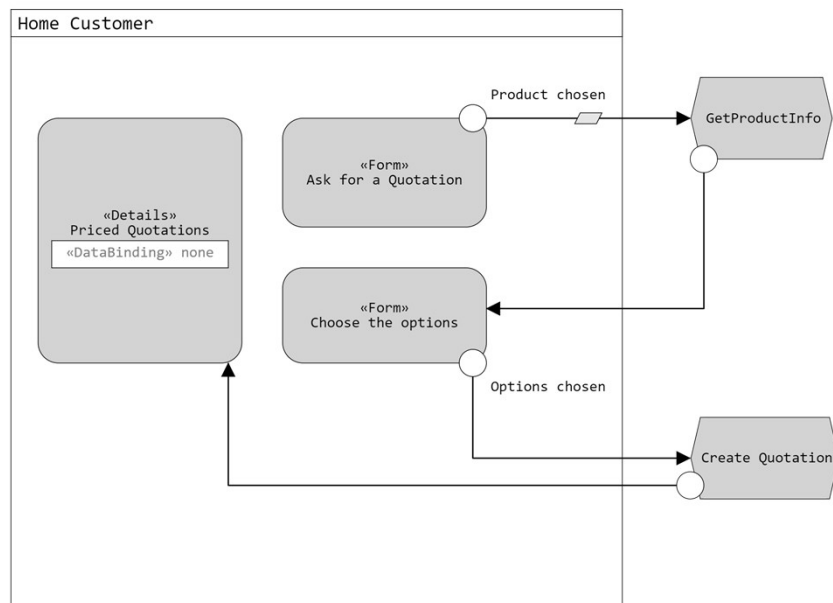 Home Customer
Product chosen
GetProductInfo
«Form»
Ask for a Quotation
«Details»
Priced Quotations
«DataBinding» none
«Form»
Choose the options
Options chosen
Create Quotation